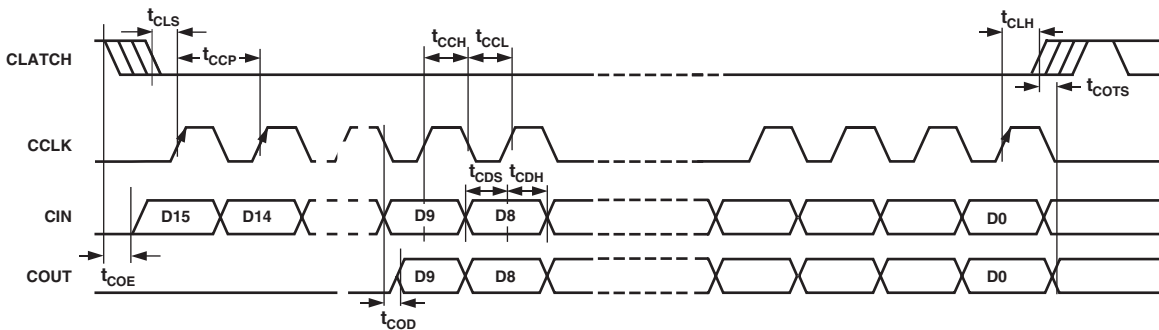 tCLS
tCCP
tCCH
tCCL
tCLH
CLATCH
tCOTS
CCLK
tCDS
tCDH
CIN
D15
D14
D9
D8
D0
tCOE
COUT
D9
D8
D0
tCOD